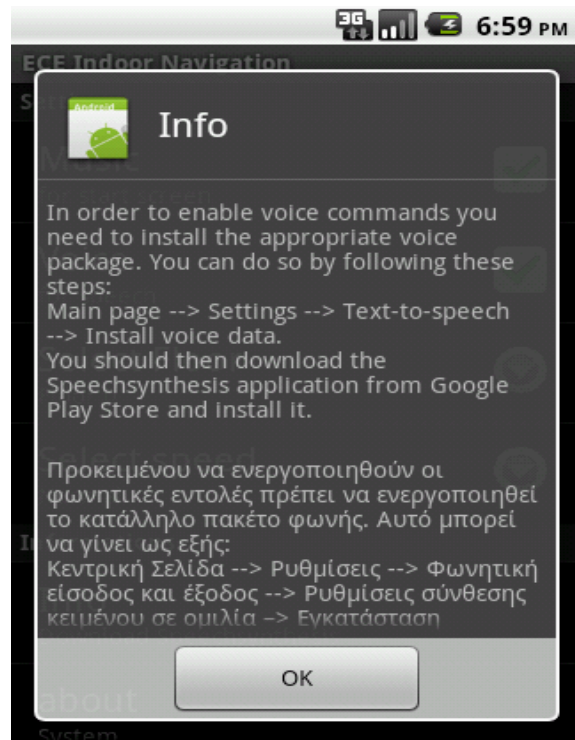 3G
6:59 PM
ECE Indoor Navigation
Android
Info
In order to enable voice commands you
need to install the appropriate voice
package. You can do so by following these
steps:
Main page --> Settings --> Text-to-speech
--> Install voice data.
You should then download the
Speechsynthesis application from Google
Play Store and install it.
Select speed
Προκειμένου να ενεργοποιηθούν οι
φωνητικές εντολές πρέπει να ενεργοποιηθεί
το κατάλληλο πακέτο φωνής. Αυτό μπορεί
να γίνει ως εξής:
Κεντρική Σελίδα --> Ρυθμίσεις --> Φωνητική
είσοδος και έξοδος --> Ρυθμίσεις σύνθεσης
κειμένου σε ομιλία –> Εγκατάσταση
OK
about
System